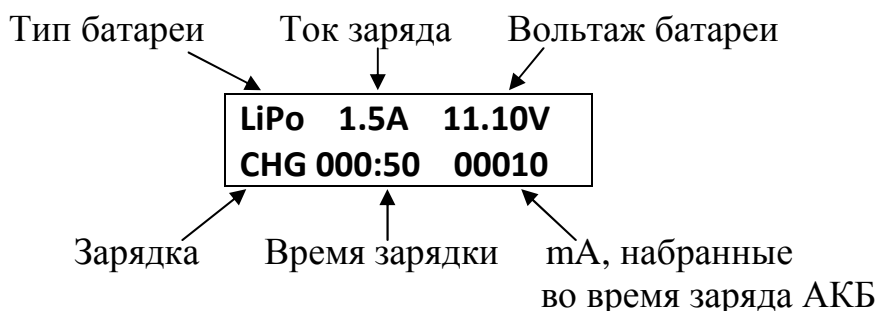 Тип батареи Ток заряда Вольтаж батареи
LiPo 1.5A 11.10V
CHG 000:50 00010
Зарядка Время зарядки mA, набранные
во время заряда АКБ